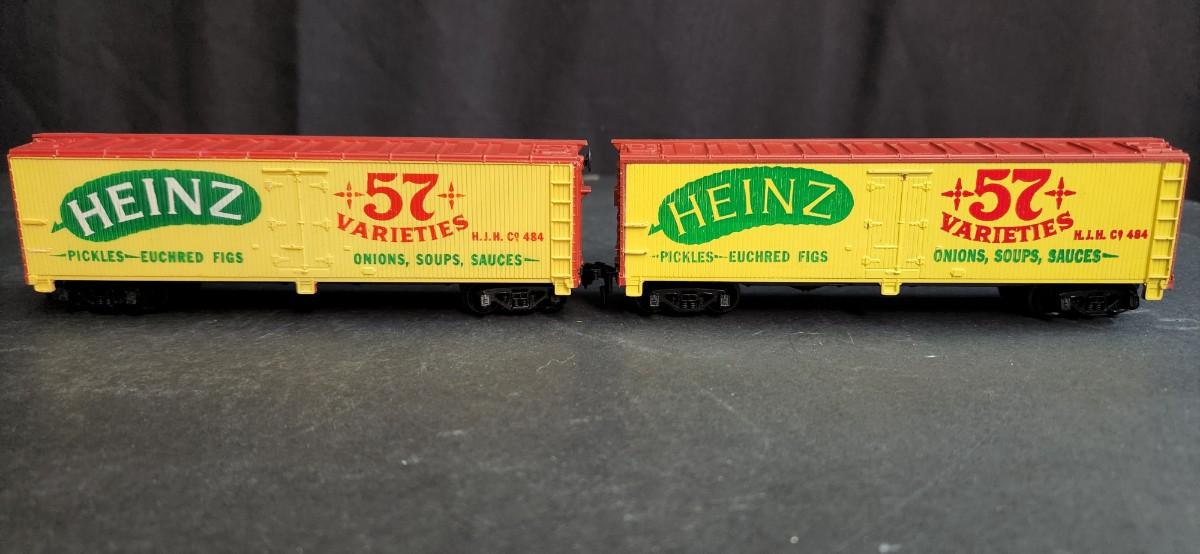 HEINZ
57
VARIETIES
H.J.H. Cº 484
PICKLES-EUCHRED FIGS
ONIONS, SOUPS, SAUCES
HEINZ
57
VARIETIES
H.J.H. Cº 484
PICKLES-EUCHRED FIGS
ONIONS, SOUPS, SAUCES